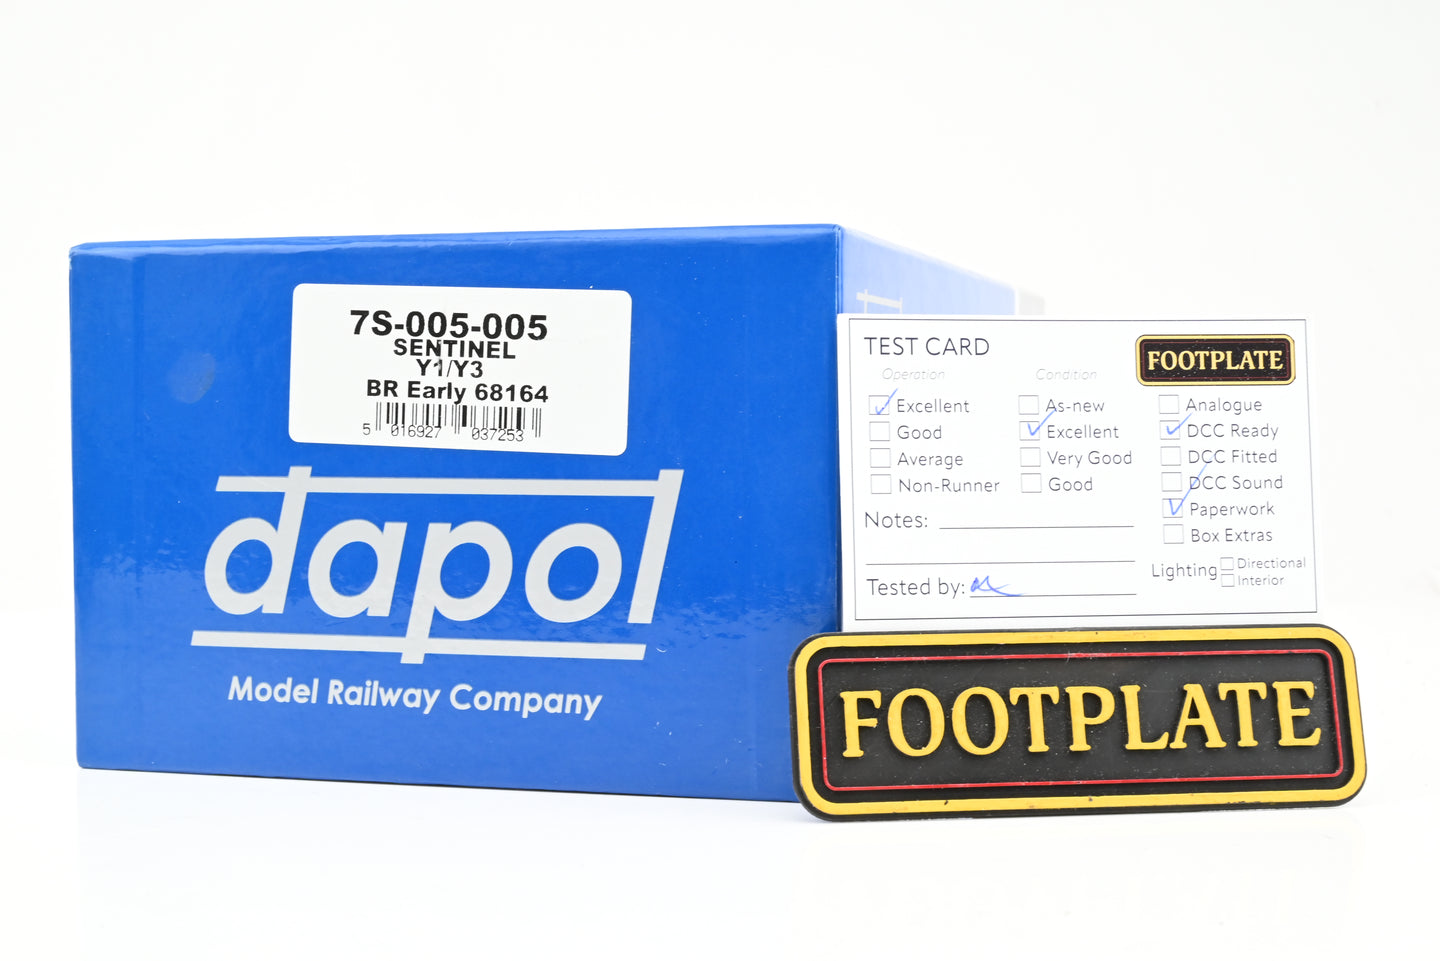 7S-005-005
SENTINEL
Y1/Y3
BR Early 68164
5 016927 037253
dapol
Model Railway Company
TEST CARD
FOOTPLATE
Operation
Condition
Excellent
As-new
Analogue
Good
Excellent
DCC Ready
Average
Very Good
DCC Fitted
Non-Runner
Good
DCC Sound
Notes:
Paperwork
Box Extras
Lighting
Directional
Interior
Tested by:
FOOTPLATE